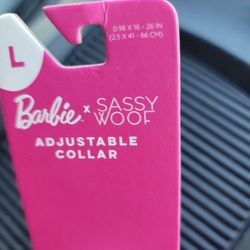 L
0.98 X 16 - 26 IN
(2.5 X 41 - 66 CM)
Barbie x SASSY
WOOF
ADJUSTABLE
COLLAR